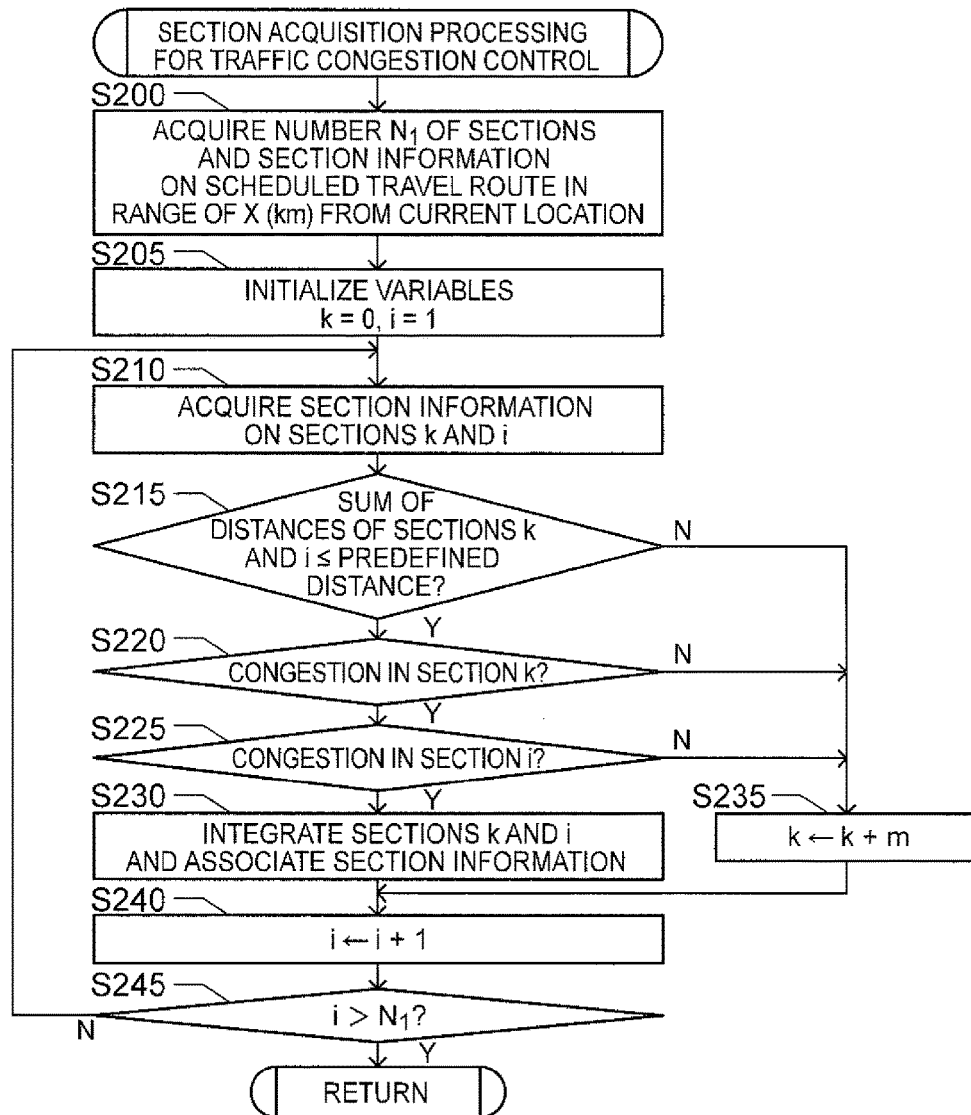 SECTION ACQUISITION PROCESSING
FOR TRAFFIC CONGESTION CONTROL
S200
ACQUIRE NUMBER N₁ OF SECTIONS
AND SECTION INFORMATION
ON SCHEDULED TRAVEL ROUTE IN
RANGE OF X (km) FROM CURRENT LOCATION
S205
INITIALIZE VARIABLES
k = 0, i = 1
S210
ACQUIRE SECTION INFORMATION
ON SECTIONS k AND i
S215
SUM OF
DISTANCES OF SECTIONS k
AND i ≤ PREDEFINED
DISTANCE?
N
Y
S220
CONGESTION IN SECTION k?
N
Y
S225
CONGESTION IN SECTION i?
N
Y
S230
INTEGRATE SECTIONS k AND i
AND ASSOCIATE SECTION INFORMATION
S235
k ← k + m
S240
i ← i + 1
S245
i > N₁?
N
Y
RETURN